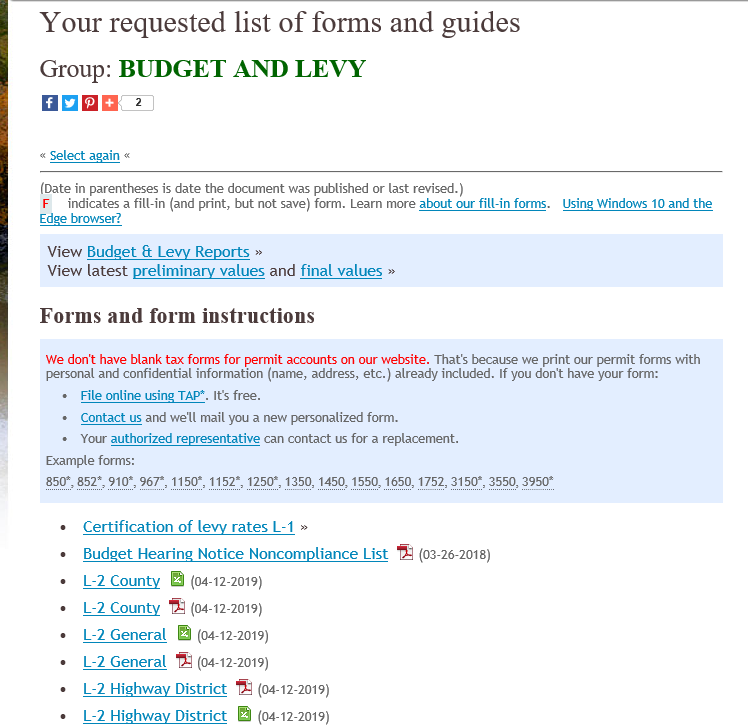 Your requested list of forms and guides
Group: BUDGET AND LEVY
f 2
« Select again «
(Date in parentheses is date the document was published or last revised.)
F indicates a fill-in (and print, but not save) form. Learn more about our fill-in forms. Using Windows 10 and the
Edge browser?
View Budget & Levy Reports »
View latest preliminary values and final values »
Forms and form instructions
We don't have blank tax forms for permit accounts on our website. That's because we print our permit forms with
personal and confidential information (name, address, etc.) already included. If you don't have your form:
• File online using TAP*. It's free.
• Contact us and we'll mail you a new personalized form.
• Your authorized representative can contact us for a replacement.
Example forms:
850*, 852*, 910*, 967*, 1150*, 1152*, 1250*, 1350, 1450, 1550, 1650, 1752, 3150*, 3550, 3950*
• Certification of levy rates L-1 »
• Budget Hearing Notice Noncompliance List (03-26-2018)
• L-2 County (04-12-2019)
• L-2 County (04-12-2019)
• L-2 General (04-12-2019)
• L-2 General (04-12-2019)
• L-2 Highway District (04-12-2019)
• L-2 Highway District (04-12-2019)